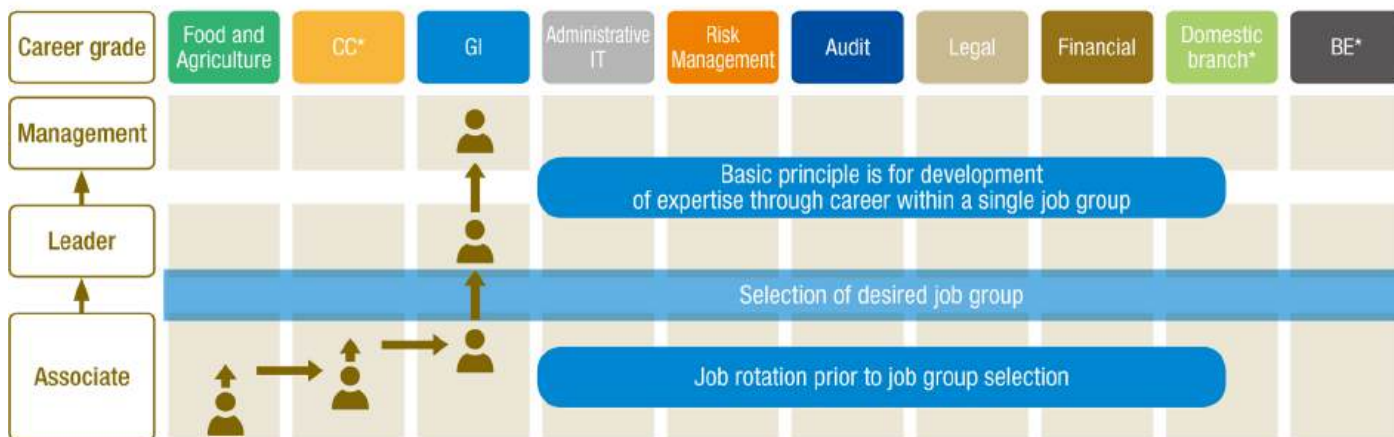 Career grade
Food and
Agriculture
CC*
GI
Administrative
IT
Risk
Management
Audit
Legal
Financial
Domestic
branch*
BE*
Management
Basic principle is for development
of expertise through career within a single job group
Leader
Selection of desired job group
Associate
Job rotation prior to job group selection